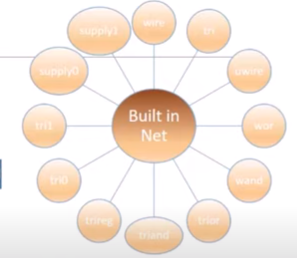 wire
tri
uwire
wor
wand
trior
triand
trireg
tri0
tri1
supply0
supply1
Built in
Net